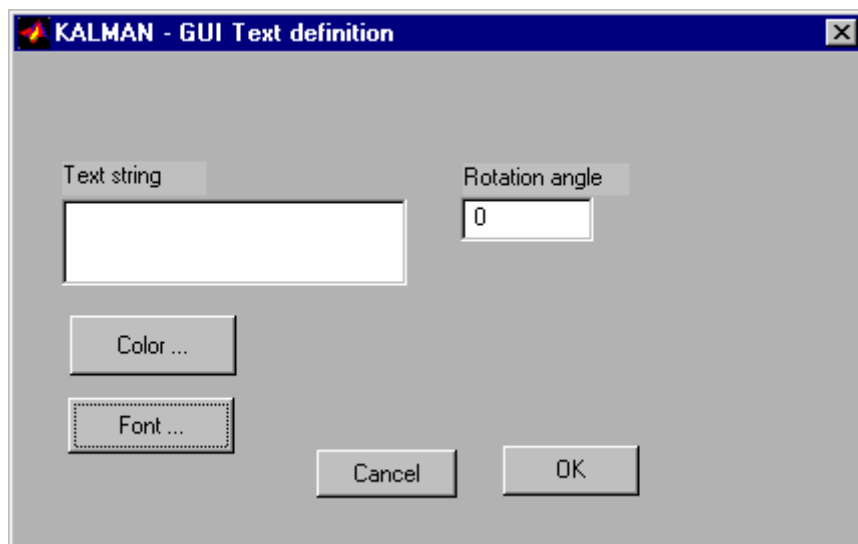 KALMAN - GUI Text definition
Text string
Rotation angle
0
Color ...
Font ...
Cancel
OK